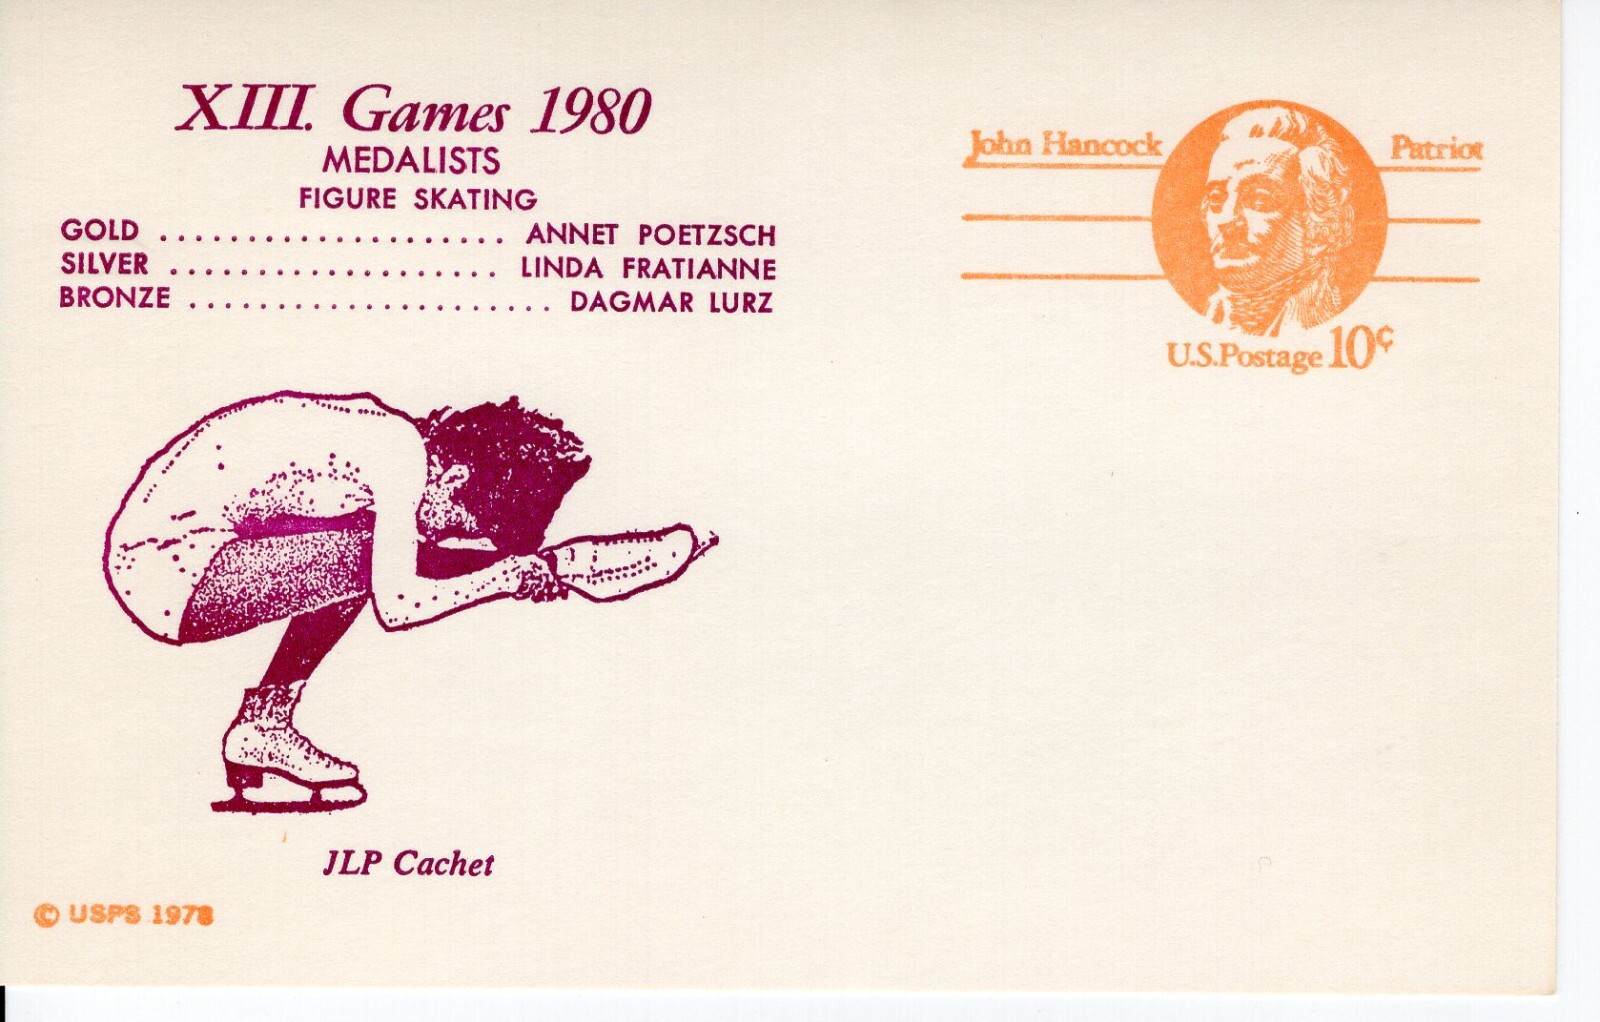 XIII. Games 1980
MEDALISTS
FIGURE SKATING
GOLD .................... ANNET POETZSCH
SILVER ................... LINDA FRATIANNE
BRONZE ..................... DAGMAR LURZ
John Hancock Patriot
U.S.Postage 10¢
JLP Cachet
© USPS 1978